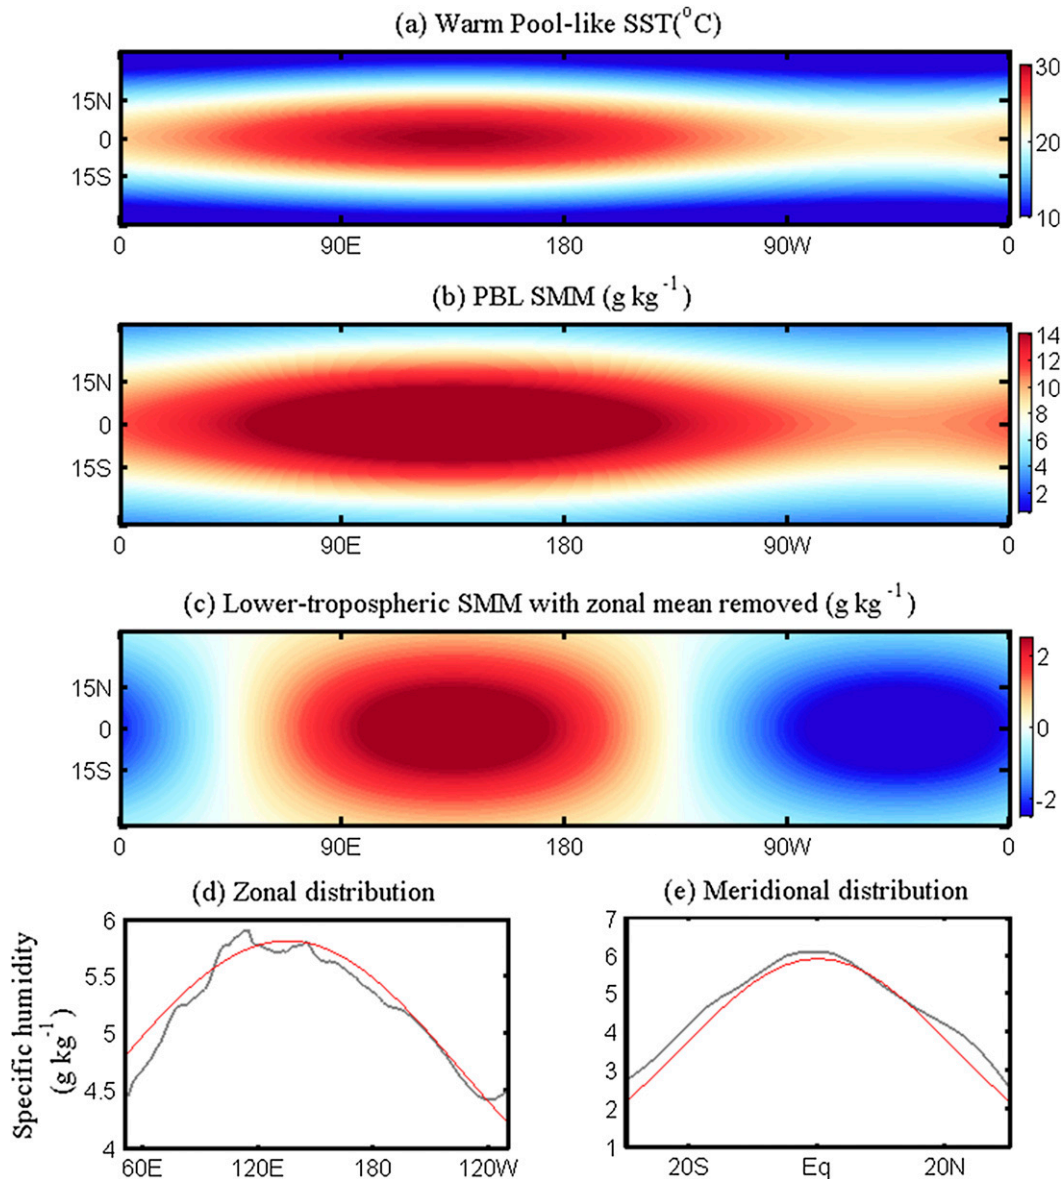 (a) Warm Pool-like SST(°C)
15N
0
15S
0 90E 180 90W 0
30
20
10
(b) PBL SMM (g kg⁻¹)
15N
0
15S
0 90E 180 90W 0
14
12
10
8
6
4
2
(c) Lower-tropospheric SMM with zonal mean removed (g kg⁻¹)
15N
0
15S
0 90E 180 90W 0
2
0
-2
(d) Zonal distribution
Specific humidity
(g kg⁻¹)
6
5.5
5
4.5
4
60E 120E 180 120W
(e) Meridional distribution
7
6
5
4
3
2
1
20S Eq 20N